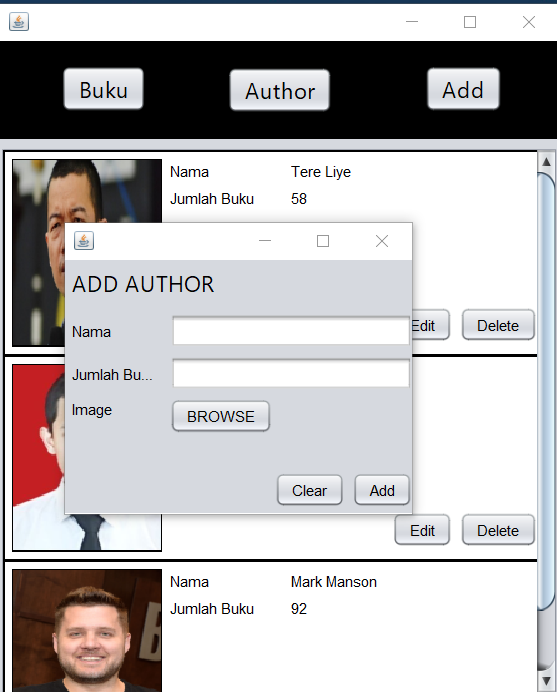 Buku Author Add
Nama Tere Liye
Jumlah Buku 58
ADD AUTHOR
Nama
Jumlah Bu...
Image BROWSE
Clear Add
Edit Delete
Edit Delete
Nama Mark Manson
Jumlah Buku 92